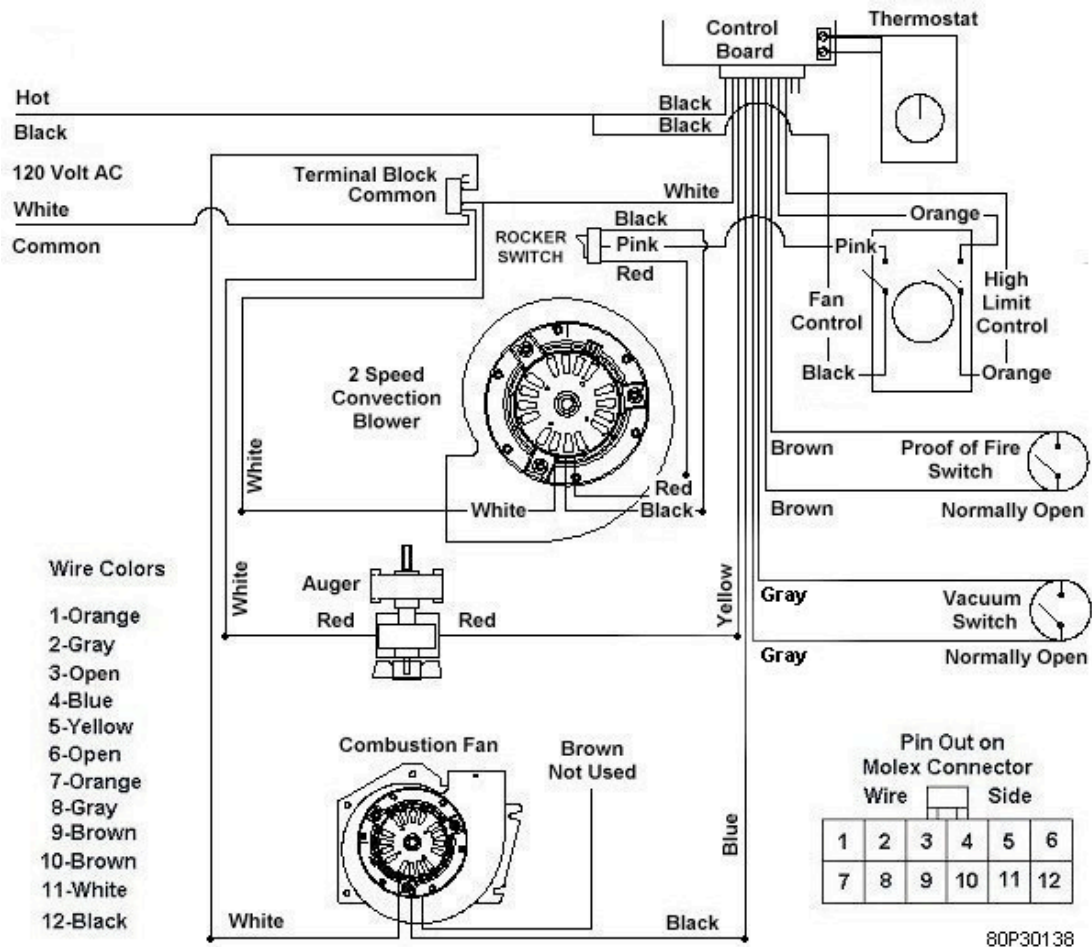 Control
Board
Thermostat
Hot
Black
Black
Black
120 Volt AC
Terminal Block
Common
White
White
Common
ROCKER
SWITCH
Black
Pink
Red
Orange
Pink
Fan
Control
High
Limit
Control
Black
Orange
2 Speed
Convection
Blower
White
White
Red
Black
Brown
Proof of Fire
Switch
Brown
Normally Open
Wire Colors
1-Orange
2-Gray
3-Open
4-Blue
5-Yellow
6-Open
7-Orange
8-Gray
9-Brown
10-Brown
11-White
12-Black
White
Auger
Red
Red
Yellow
Gray
Vacuum
Switch
Gray
Normally Open
Combustion Fan
Brown
Not Used
Blue
White
Black
Pin Out on
Molex Connector
Wire Side
1 2 3 4 5 6
7 8 9 10 11 12
80P30138